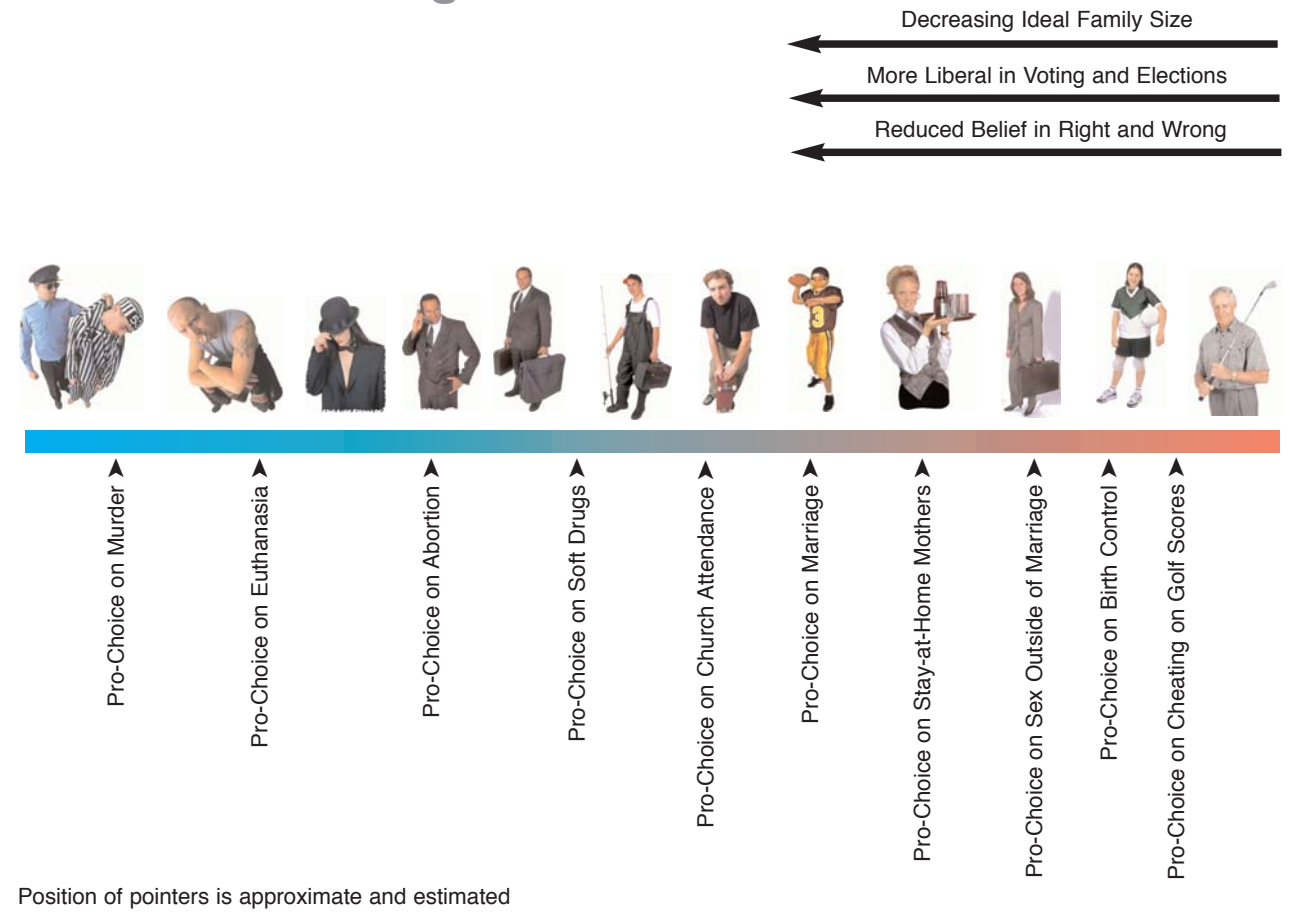 Decreasing Ideal Family Size
More Liberal in Voting and Elections
Reduced Belief in Right and Wrong
3
Pro-Choice on Murder
Pro-Choice on Euthanasia
Pro-Choice on Abortion
Pro-Choice on Soft Drugs
Pro-Choice on Church Attendance
Pro-Choice on Marriage
Pro-Choice on Stay-at-Home Mothers
Pro-Choice on Sex Outside of Marriage
Pro-Choice on Birth Control
Pro-Choice on Cheating on Golf Scores
Position of pointers is approximate and estimated